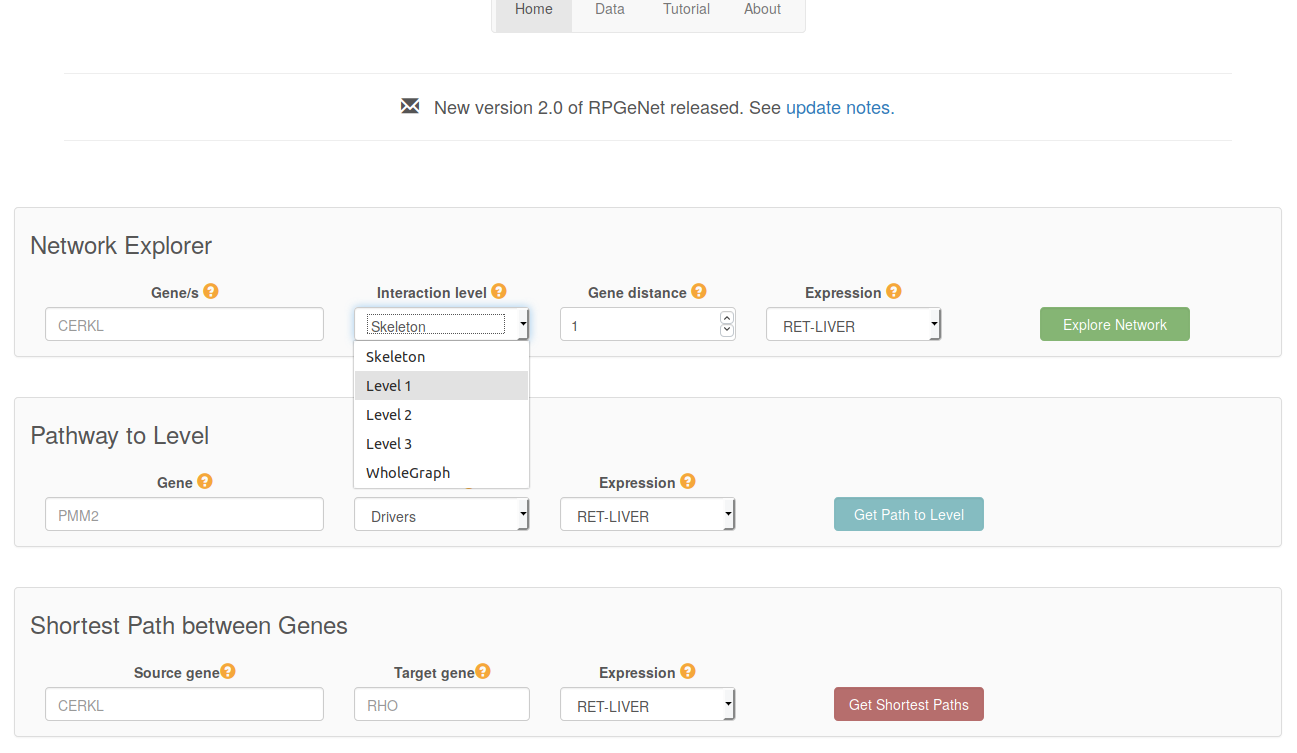 Home Data Tutorial About
New version 2.0 of RPGeNet released. See update notes.
Network Explorer
Gene/s ? Interaction level ? Gene distance ? Expression ?
CERKL Skeleton 1 RET-LIVER Explore Network
Skeleton
Level 1
Level 2
Level 3
WholeGraph
Pathway to Level
Gene ? Expression ?
PMM2 Drivers RET-LIVER Get Path to Level
Shortest Path between Genes
Source gene? Target gene? Expression ?
CERKL RHO RET-LIVER Get Shortest Paths